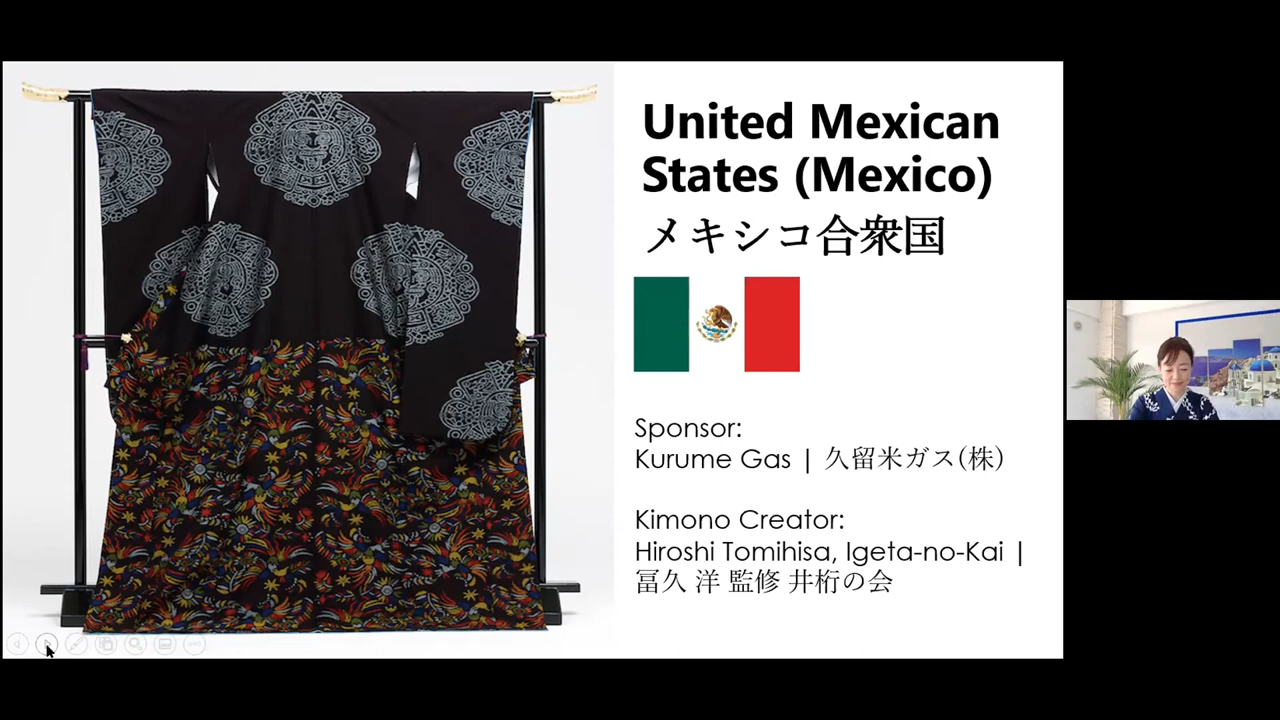 United Mexican
States (Mexico)
メキシコ合衆国
Sponsor:
Kurume Gas | 久留米ガス(株)
Kimono Creator:
Hiroshi Tomihisa, Igeta-no-Kai |
冨久 洋 監修 井桁の会